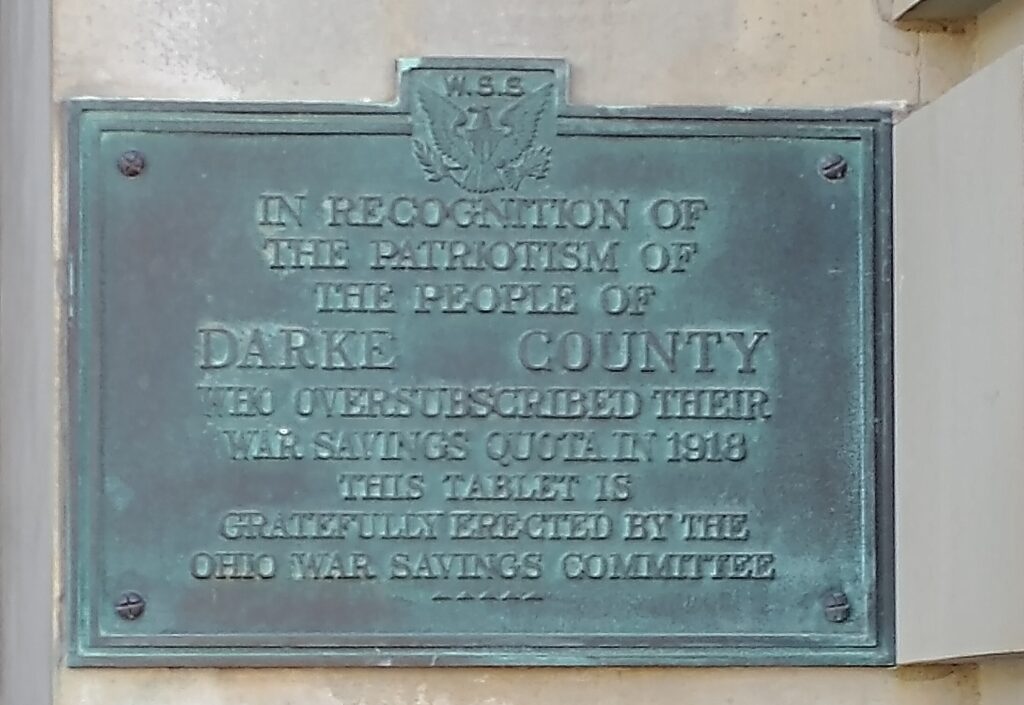 W.S.S
IN RECOGNITION OF
THE PATRIOTISM OF
THE PEOPLE OF
DARKE COUNTY
WHO OVERSUBSCRIBED THEIR
WAR SAVINGS QUOTA IN 1918
THIS TABLET IS
GRATEFULLY ERECTED BY THE
OHIO WAR SAVINGS COMMITTEE